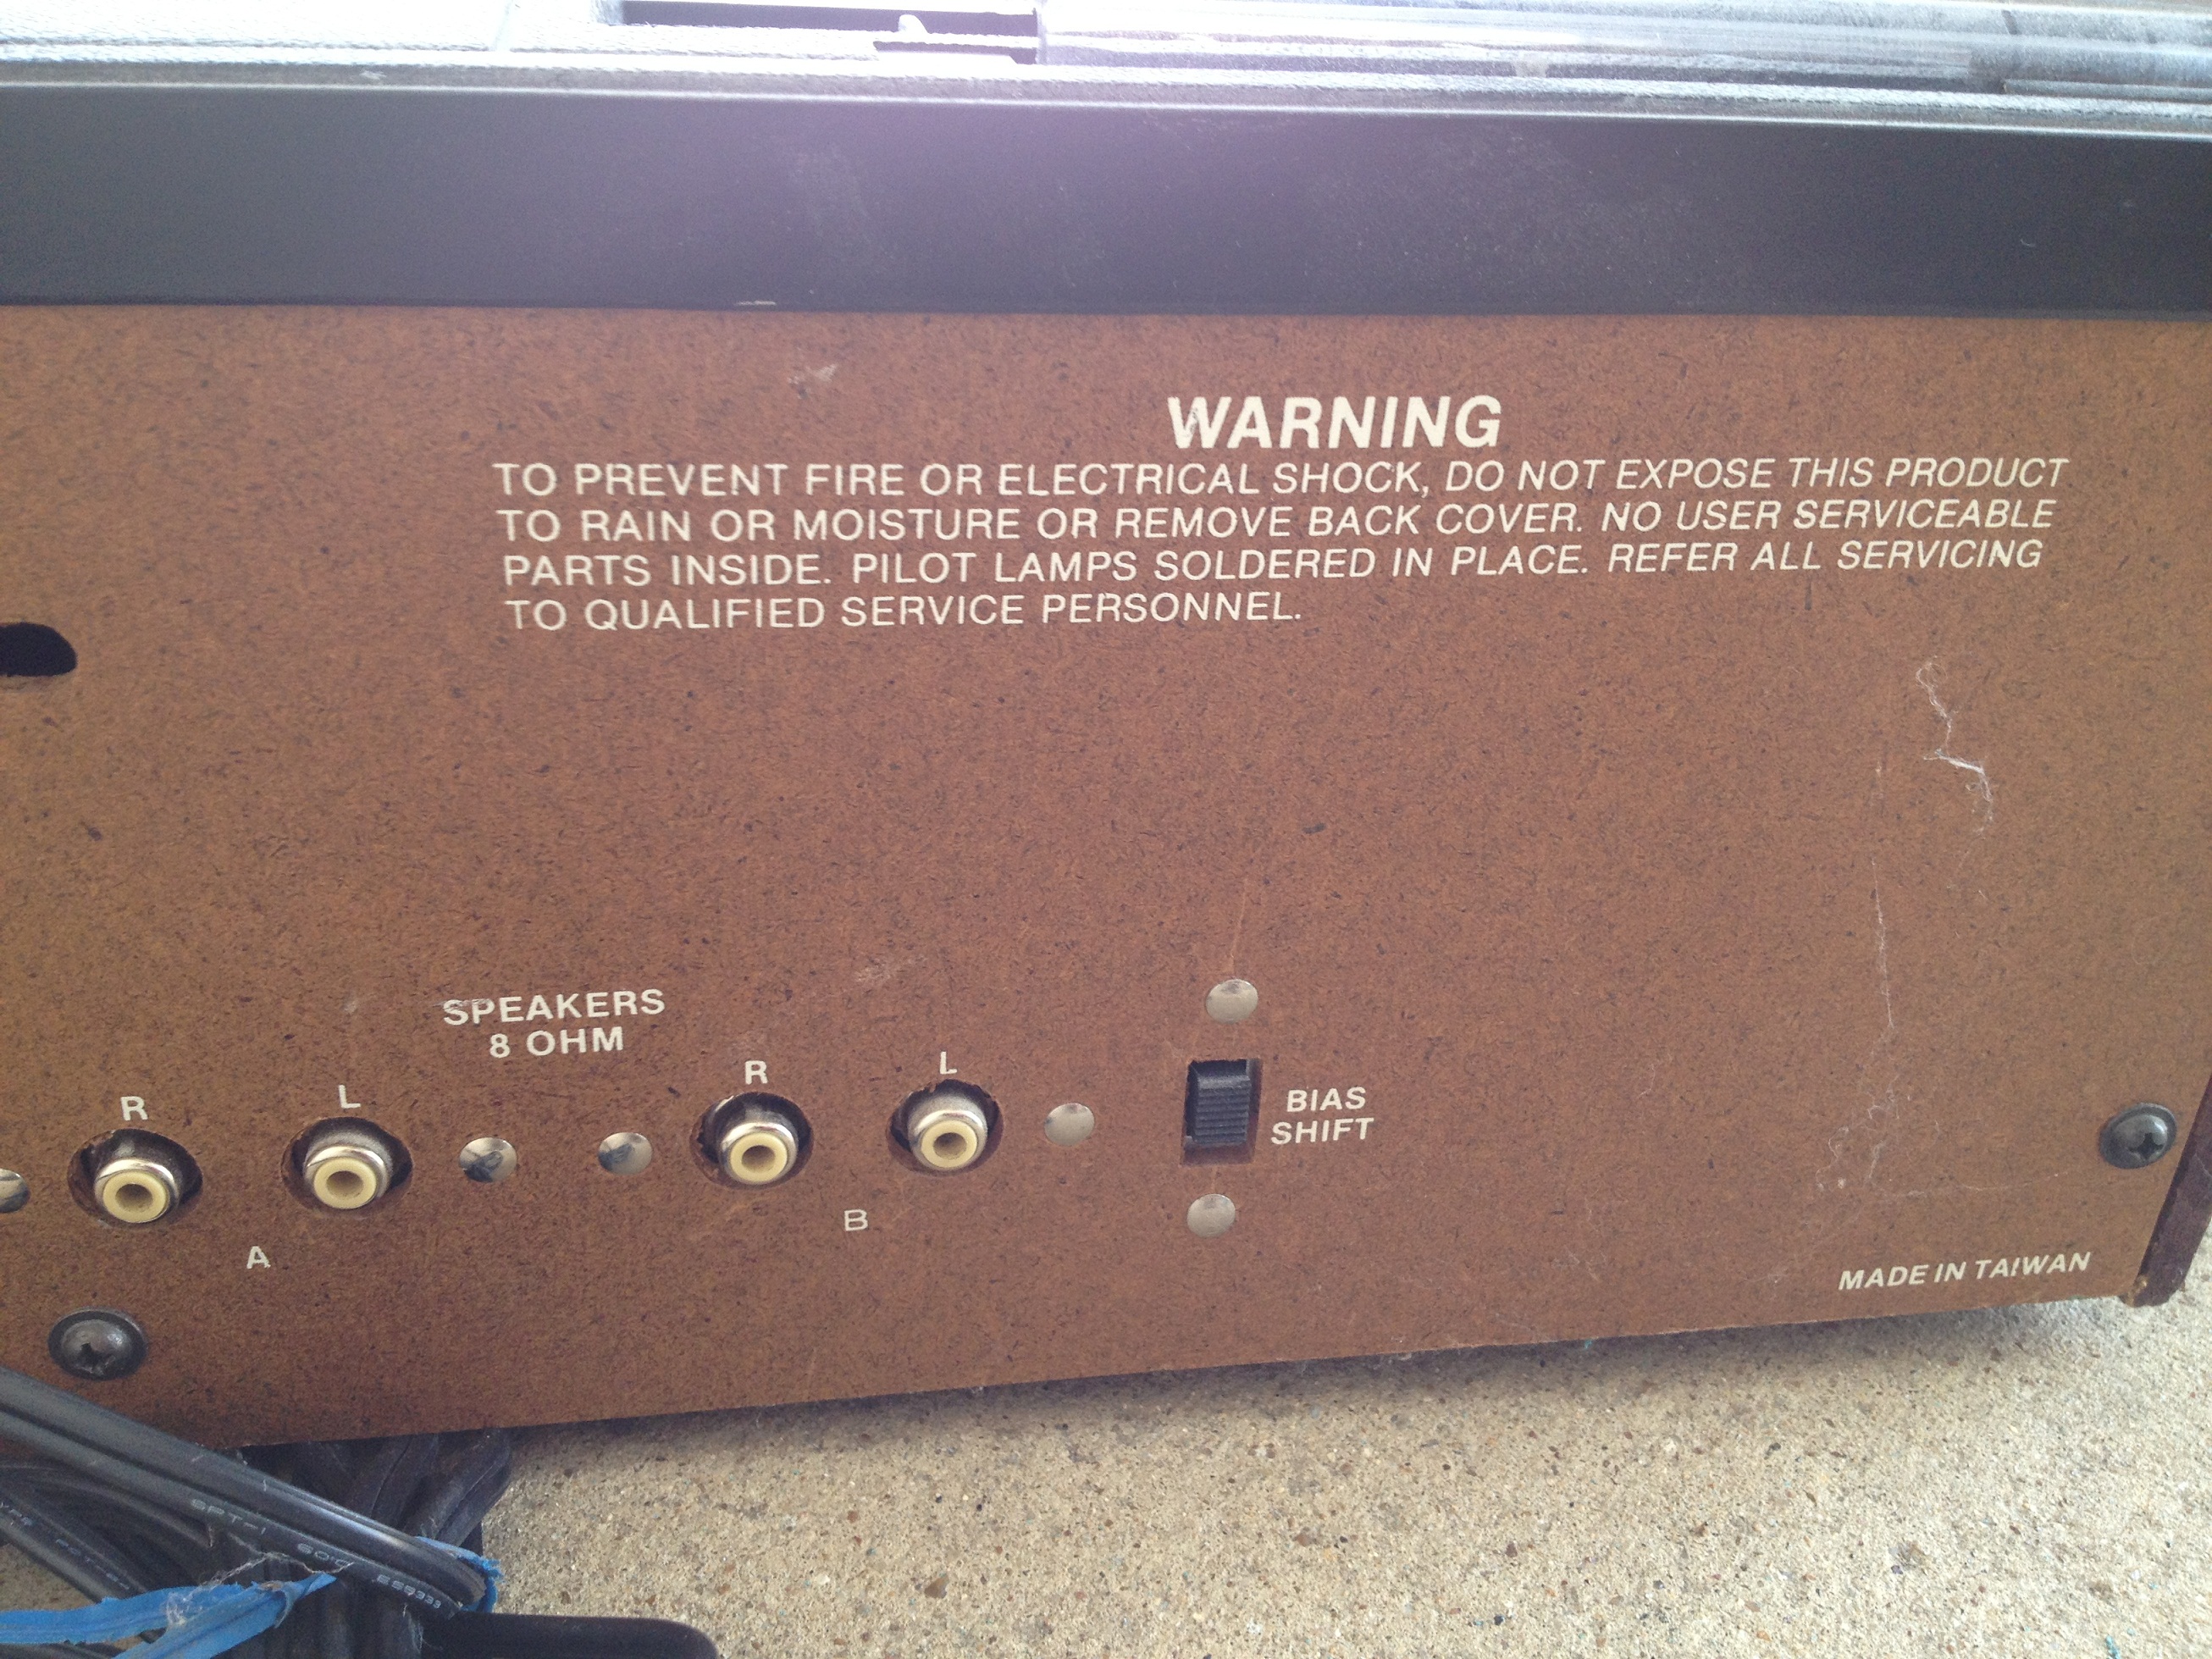 WARNING
TO PREVENT FIRE OR ELECTRICAL SHOCK, DO NOT EXPOSE THIS PRODUCT
TO RAIN OR MOISTURE OR REMOVE BACK COVER. NO USER SERVICEABLE
PARTS INSIDE. PILOT LAMPS SOLDERED IN PLACE. REFER ALL SERVICING
TO QUALIFIED SERVICE PERSONNEL.
SPEAKERS
8 OHM
R L R L
BIAS
SHIFT
A B
MADE IN TAIWAN
SPT-1